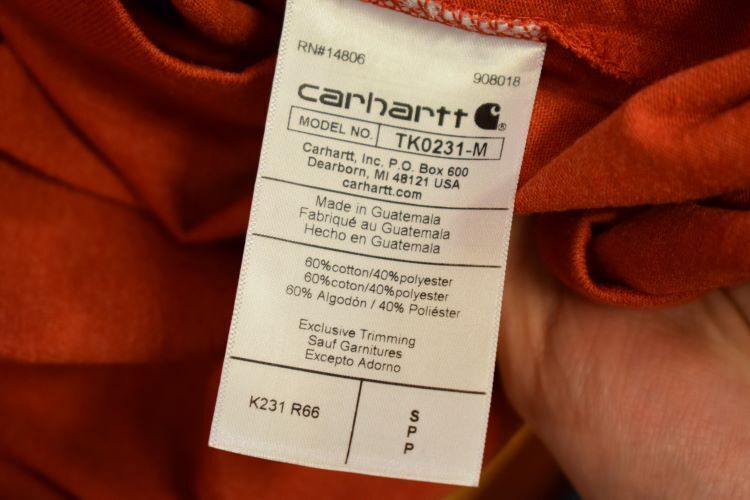 RN#14806
908018
carhartt ®
MODEL NO. TK0231-M
Carhartt, Inc. P.O. Box 600
Dearborn, MI 48121 USA
carhartt.com
Made in Guatemala
Fabriqué au Guatemala
Hecho en Guatemala
60%cotton/40%polyester
60%coton/40%polyester
60% Algodón / 40% Poliéster
Exclusive Trimming
Sauf Garnitures
Excepto Adorno
K231 R66
S
P
P